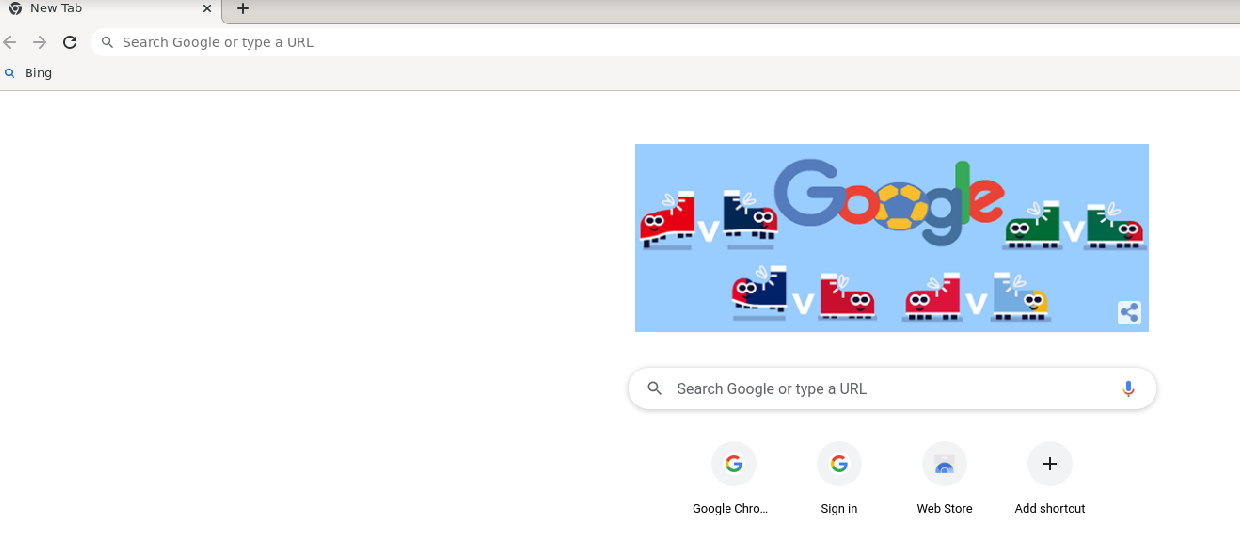 New Tab
Search Google or type a URL
Bing
Google
V V
V V
Search Google or type a URL
Google Chro...
Sign in
Web Store
Add shortcut